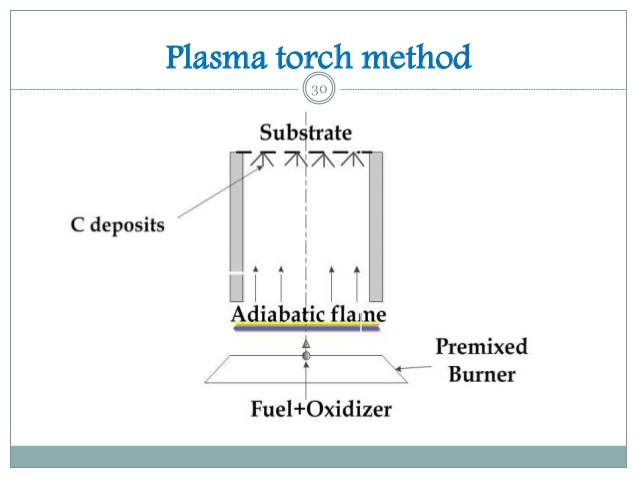 Plasma torch method
30
Substrate
C deposits
Adiabatic flame
Premixed
Burner
Fuel+Oxidizer